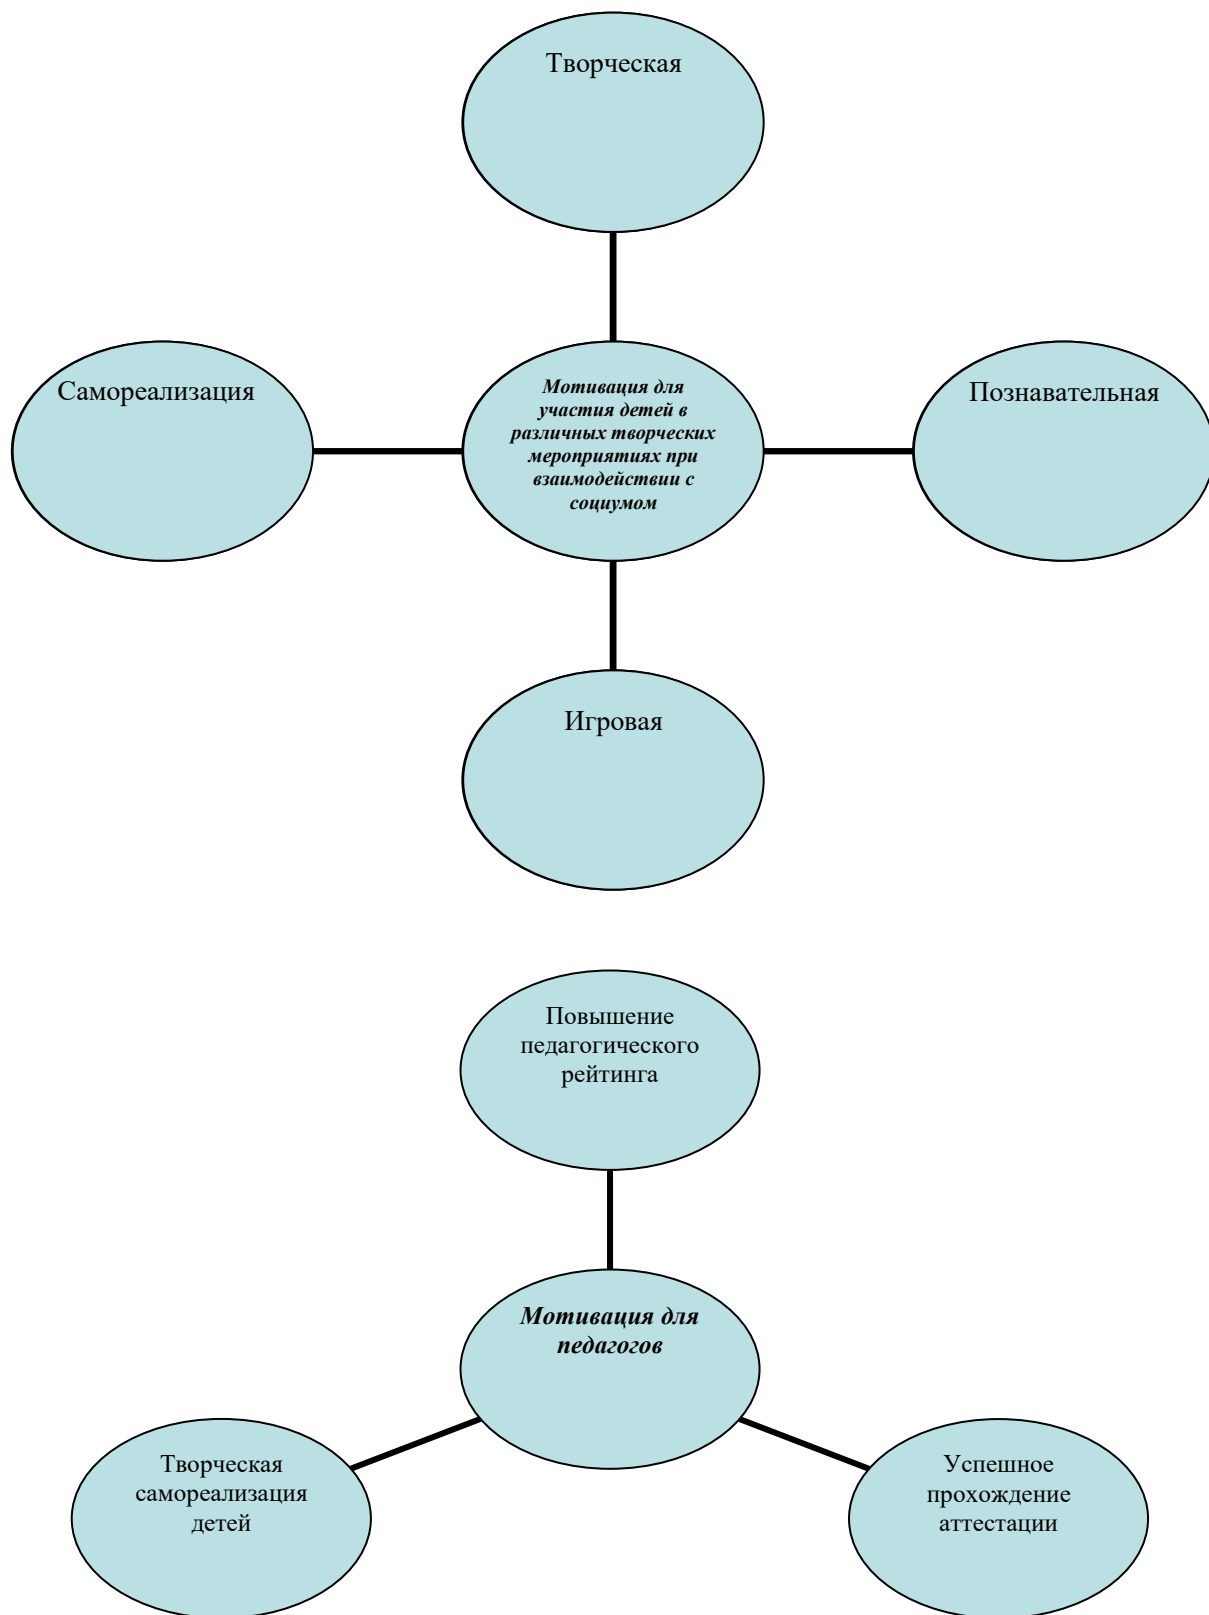 Творческая
Самореализация
Мотивация для
участия детей в
различных творческих
мероприятиях при
взаимодействии с
социумом
Познавательная
Игровая
Повышение
педагогического
рейтинга
Мотивация для
педагогов
Творческая
самореализация
детей
Успешное
прохождение
аттестации